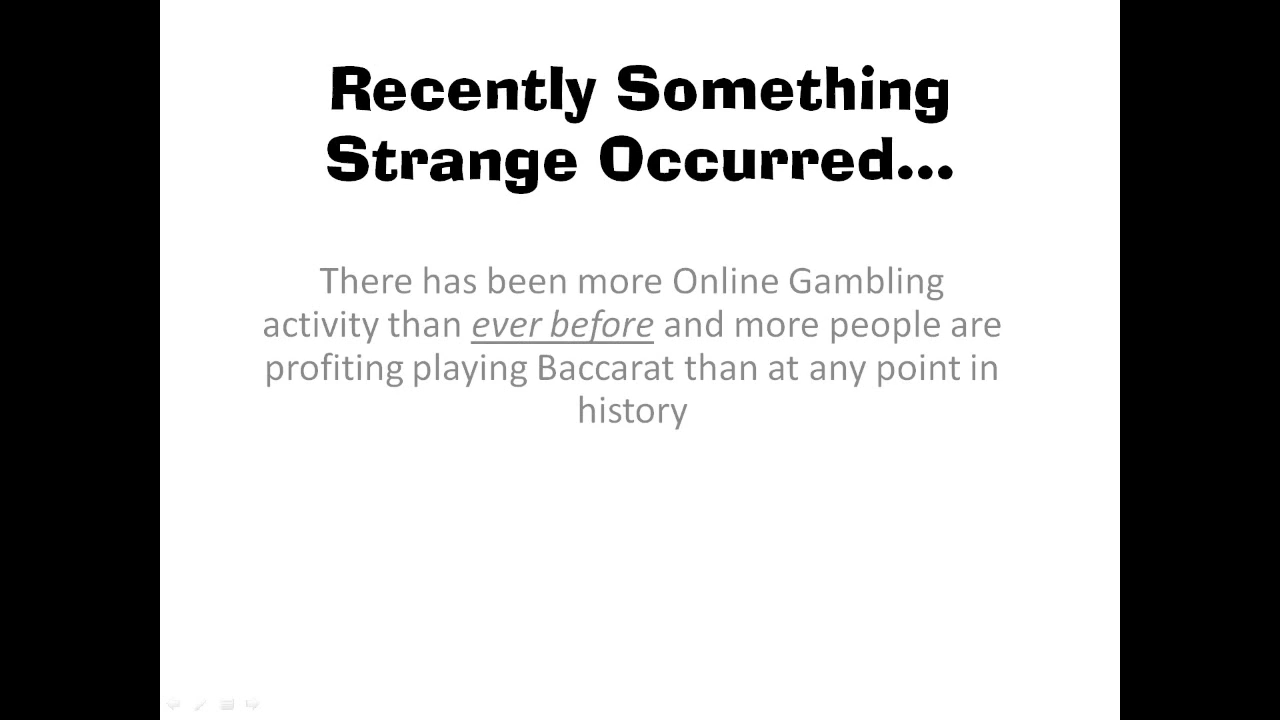 Recently Something
Strange Occurred...
There has been more Online Gambling
activity than ever before and more people are
profiting playing Baccarat than at any point in
history